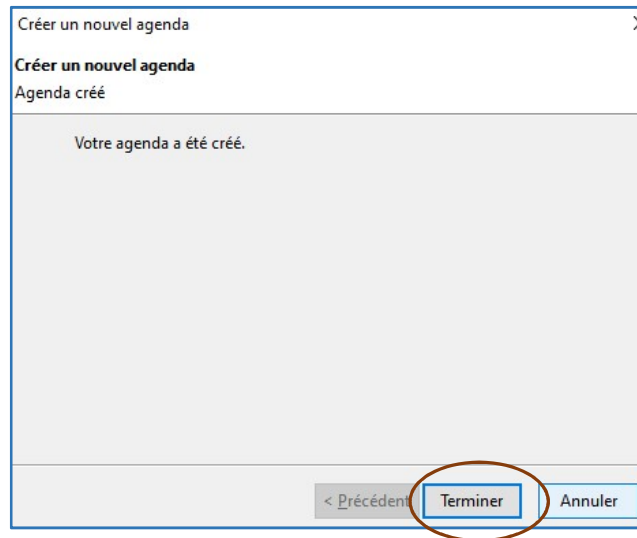 Créer un nouvel agenda
Créer un nouvel agenda
Agenda créé
Votre agenda a été créé.
< Précédent Terminer Annuler